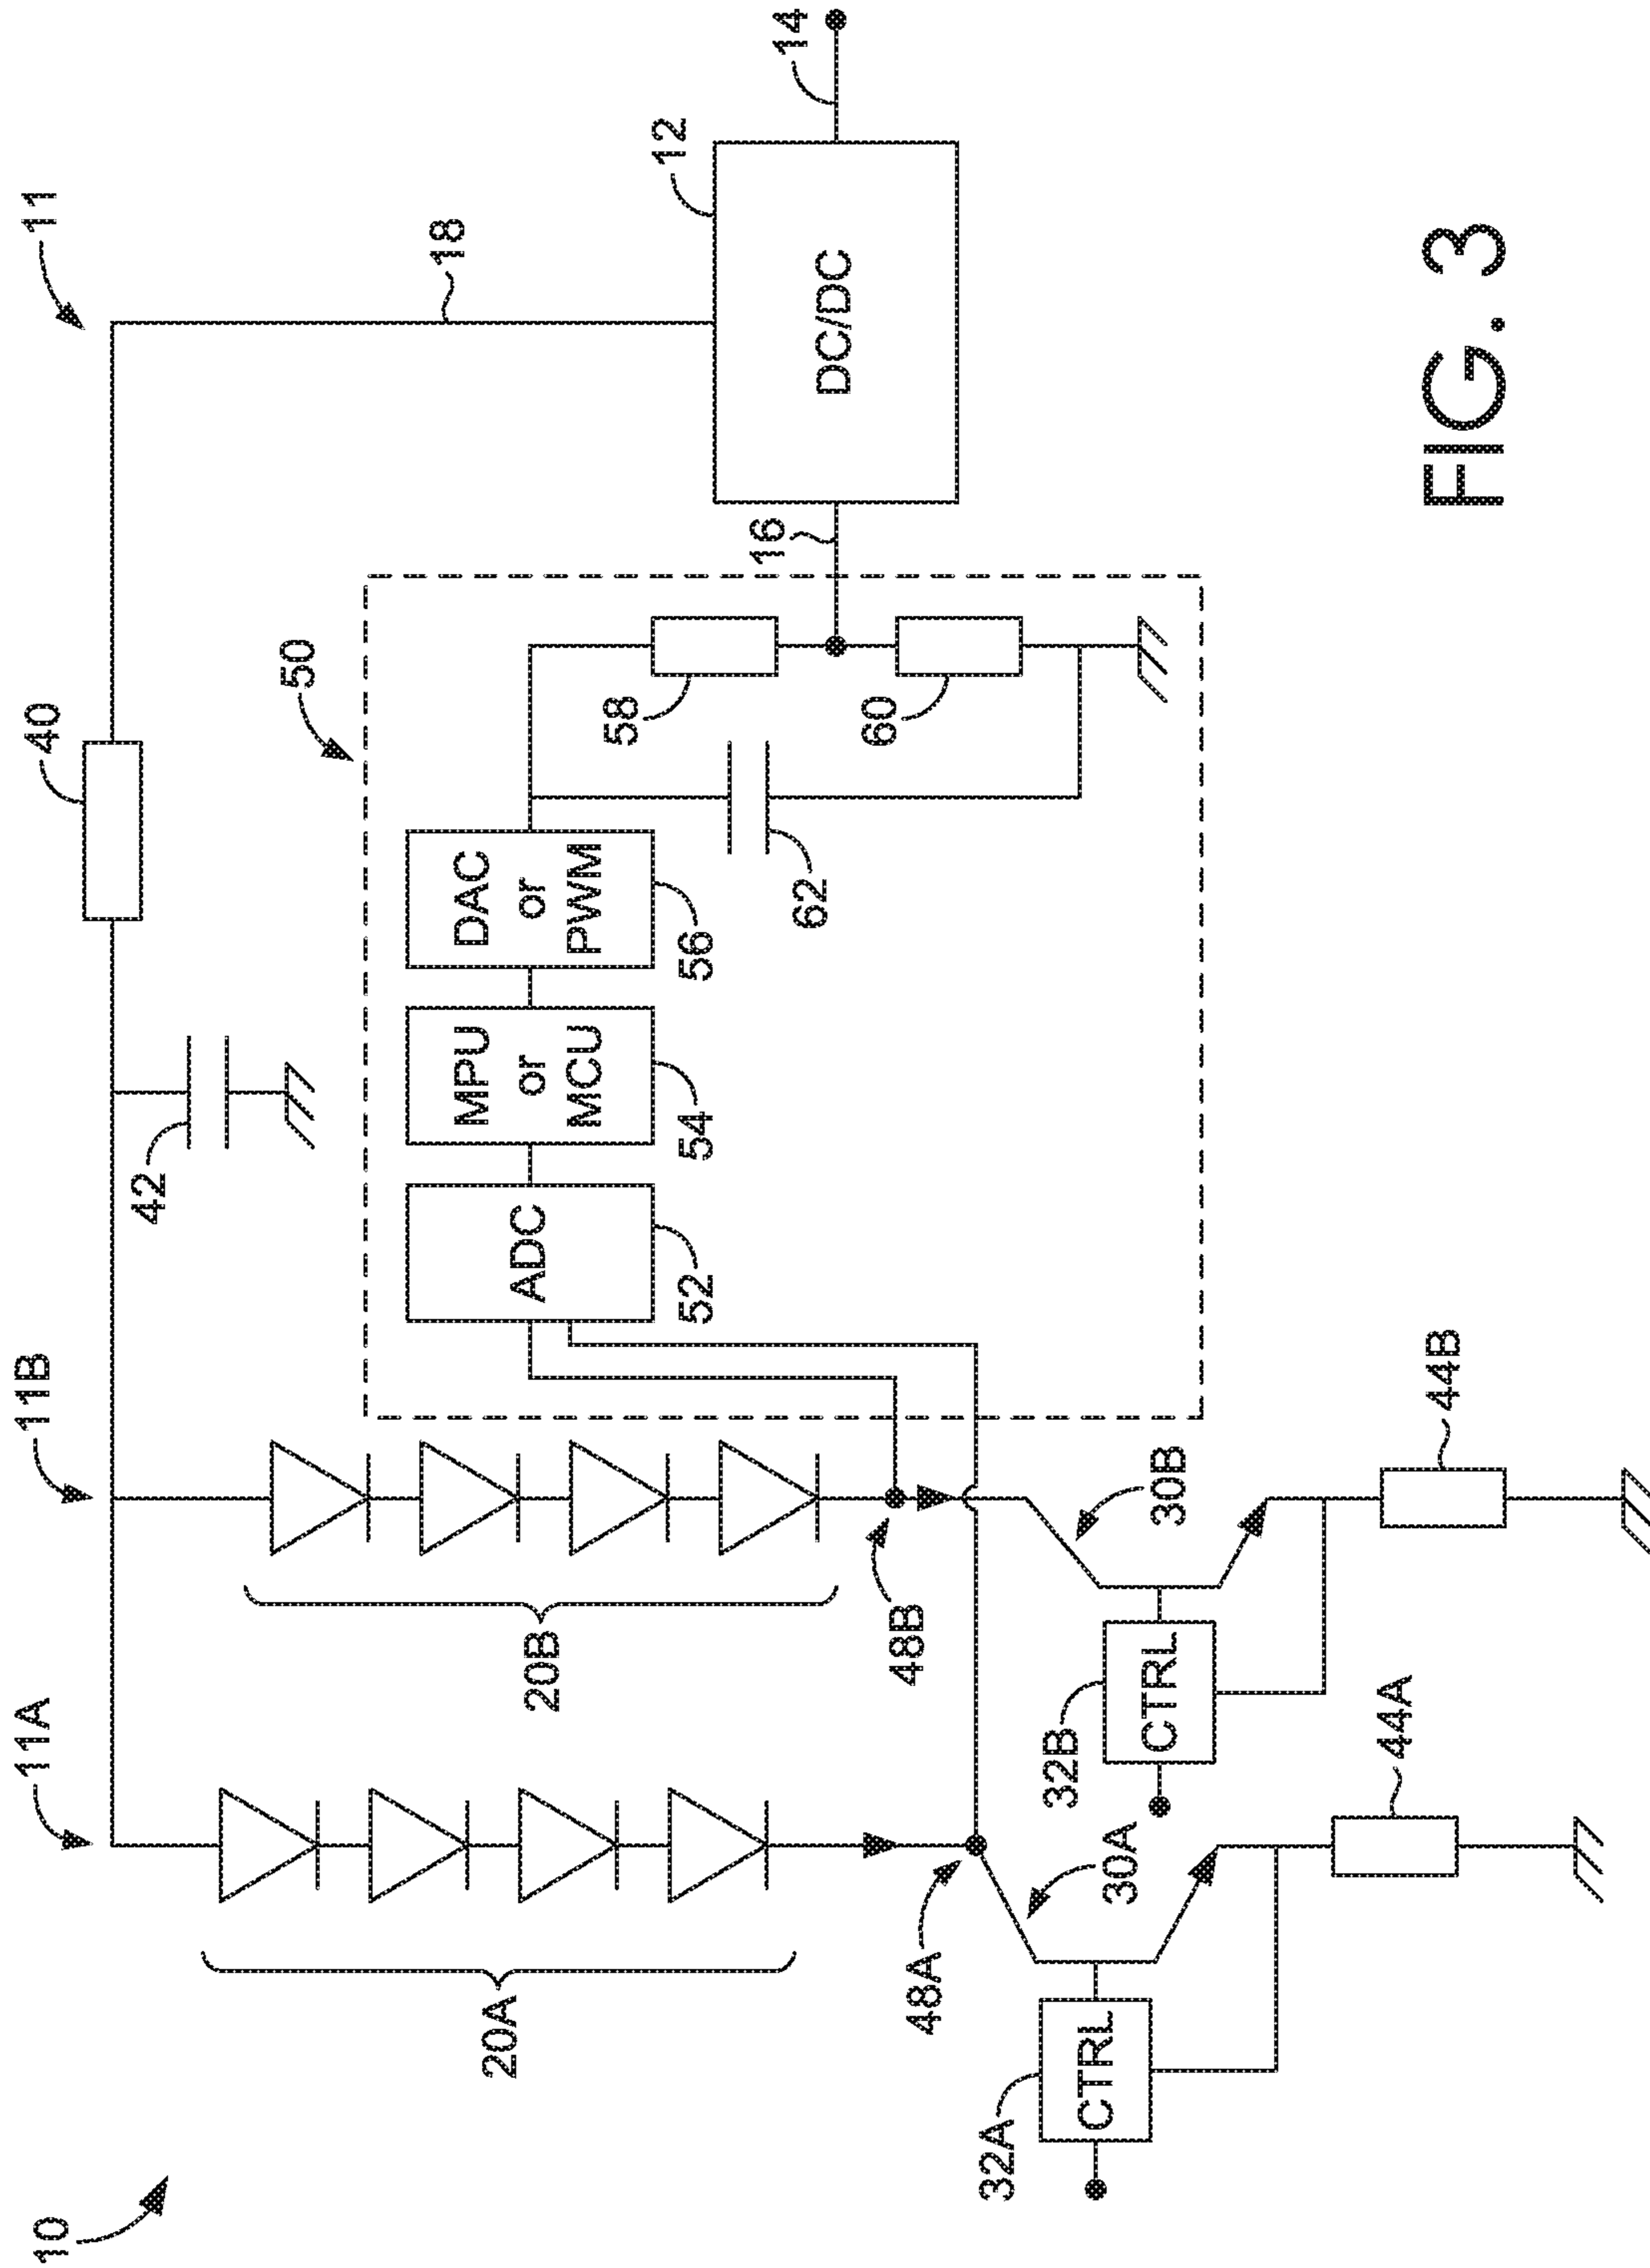 10
11A
11B
11
40
42
18
50
20A
20B
ADC
52
MPU
or
MCU
54
DAC
or
PWM
56
58
60
62
16
12
DC/DC
14
48A
48B
30A
30B
32A
CTRL
32B
CTRL
44A
44B
FIG. 3